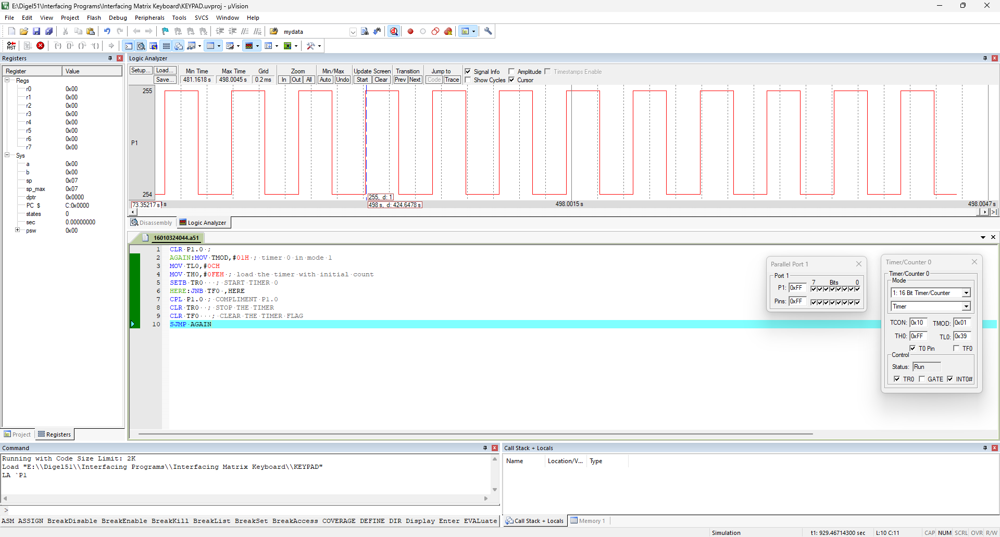 E:\Digel51\Interfacing Programs\Interfacing Matrix Keyboard\KEYPAD.uvproj - µVision
File Edit View Project Flash Debug Peripherals Tools SVCS Window Help
mydata
RST
Registers
Register Value
Regs
r0 0x00
r1 0x00
r2 0x00
r3 0x00
r4 0x00
r5 0x00
r6 0x00
r7 0x00
Sys
a 0x00
b 0x00
sp 0x07
sp_max 0x07
dptr 0x0000
PC $ C:0x0000
states 0
sec 0.00000000
psw 0x00
Project Registers
Logic Analyzer
Setup... Load... Min Time Max Time Grid Zoom Min/Max Update Screen Transition Jump to Signal Info Amplitude Timestamps Enable
Save... 481.1618 s 498.0045 s 0.2 ms In Out All Auto Undo Start Clear Prev Next Code Trace Show Cycles Cursor
255
P1
254
255, d: 1
73.35217 s s 498 s, d: 424.6478 s 498.0015 s 498.0047 s
Disassembly Logic Analyzer
16010324044.a51
1 CLR·P1.0·;
2 AGAIN:MOV·TMOD,#01H·;·timer·0·in·mode·1
3 MOV·TL0,#0CH
4 MOV·TH0,#0FEH·;·load·the·timer·with·initial·count
5 SETB·TR0···;·START·TIMER·0
6 HERE:JNB·TF0·,HERE
7 CPL·P1.0·;·COMPLIMENT·P1.0
8 CLR·TR0··;·STOP·THE·TIMER
9 CLR·TF0···;·CLEAR·THE·TIMER·FLAG
10 SJMP·AGAIN
Parallel Port 1
Port 1
7 Bits 0
P1: 0xFF
Pins: 0xFF
Timer/Counter 0
Timer/Counter 0
Mode
1: 16 Bit Timer/Counter
Timer
TCON: 0x10 TMOD: 0x01
TH0: 0xFF TL0: 0x39
T0 Pin TF0
Control
Status: Run
TR0 GATE INT0#
Command
Running with Code Size Limit: 2K
Load "E:\\Digel51\\Interfacing Programs\\Interfacing Matrix Keyboard\\KEYPAD"
LA `P1
>
ASM ASSIGN BreakDisable BreakEnable BreakKill BreakList BreakSet BreakAccess COVERAGE DEFINE DIR Display Enter EVALuate
Call Stack + Locals
Name Location/V... Type
Call Stack + Locals Memory 1
Simulation t1: 929.46714300 sec L:10 C:11 CAP NUM SCRL OVR R/W